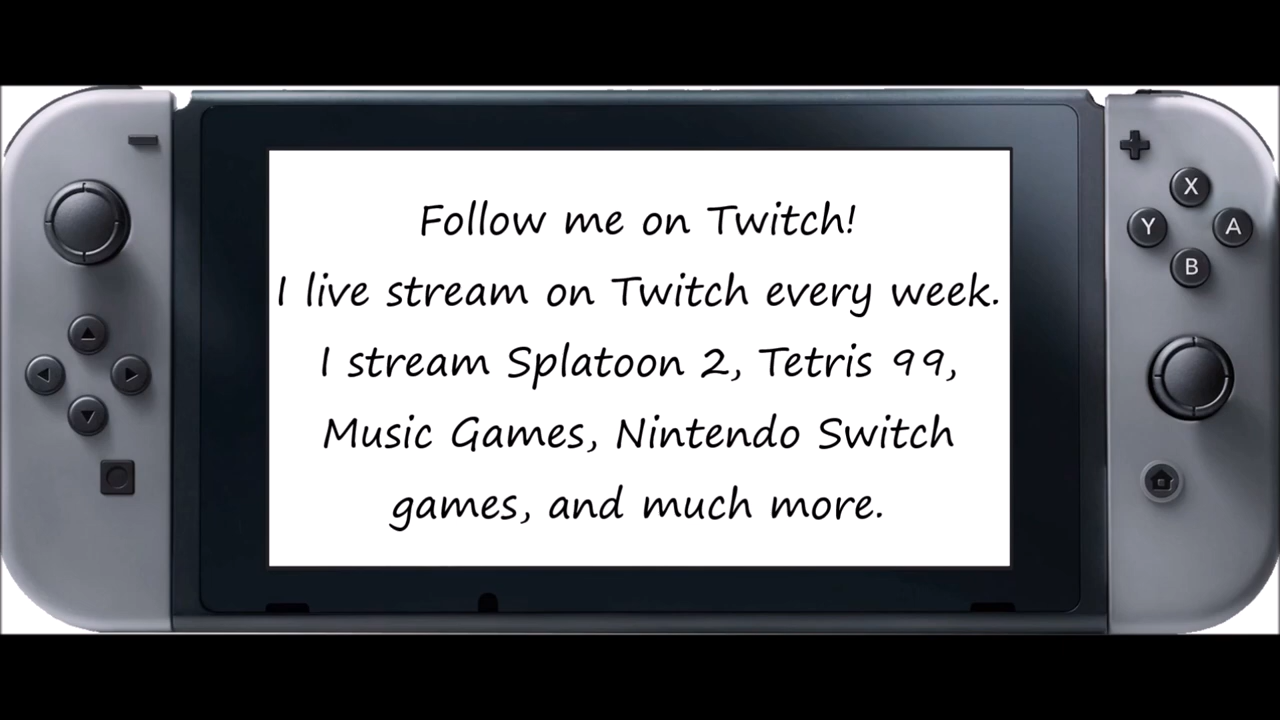 Follow me on Twitch!
I live stream on Twitch every week.
I stream Splatoon 2, Tetris 99,
Music Games, Nintendo Switch
games, and much more.
X
Y
A
B